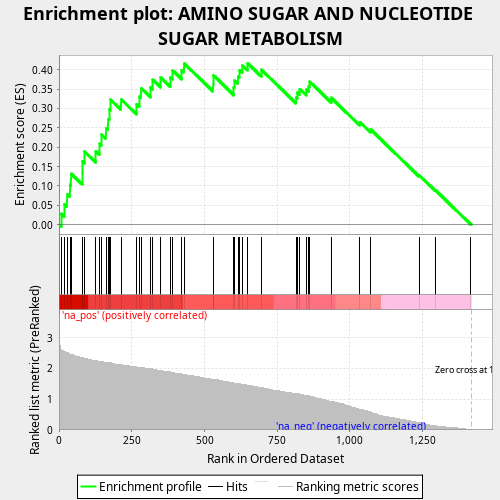 Enrichment plot: AMINO SUGAR AND NUCLEOTIDE
SUGAR METABOLISM
Enrichment score (ES)
0.40
0.35
0.30
0.25
0.20
0.15
0.10
0.05
0.00
'na_pos' (positively correlated)
Ranked list metric (PreRanked)
3
2
1
0
Zero cross at 1
'na_neg' (negatively correlated)
0 250 500 750 1,000 1,250
Rank in Ordered Dataset
Enrichment profile Hits Ranking metric scores